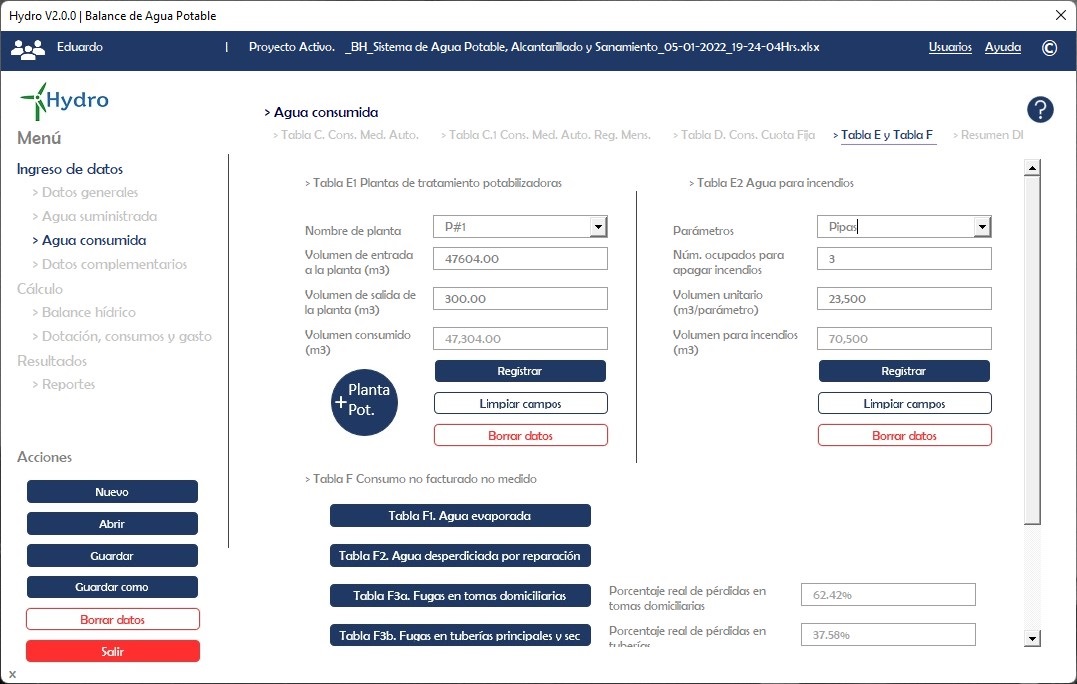 Hydro V2.0.0 | Balance de Agua Potable
Eduardo | Proyecto Activo. _BH_Sistema de Agua Potable, Alcantarillado y Sanamiento_05-01-2022_19-24-04Hrs.xlsx Usuarios Ayuda ©
Hydro
Menú
Ingreso de datos
> Datos generales
> Agua suministrada
> Agua consumida
> Datos complementarios
Cálculo
> Balance hídrico
> Dotación, consumos y gasto
Resultados
> Reportes
Acciones
Nuevo
Abrir
Guardar
Guardar como
Borrar datos
Salir
x
> Agua consumida
?
> Tabla C. Cons. Med. Auto. > Tabla C.1 Cons. Med. Auto. Reg. Mens. > Tabla D. Cons. Cuota Fija > Tabla E y Tabla F > Resumen DI
> Tabla E1 Plantas de tratamiento potabilizadoras
Nombre de planta P#1
Volumen de entrada
a la planta (m3)
47604.00
Volumen de salida de
la planta (m3)
300.00
Volumen consumido
(m3)
47,304.00
+ Planta
Pot.
Registrar
Limpiar campos
Borrar datos
> Tabla E2 Agua para incendios
Parámetros Pipas
Núm. ocupados para
apagar incendios
3
Volumen unitario
(m3/parámetro)
23,500
Volumen para incendios
(m3)
70,500
Registrar
Limpiar campos
Borrar datos
> Tabla F Consumo no facturado no medido
Tabla F1. Agua evaporada
Tabla F2. Agua desperdiciada por reparación
Tabla F3a. Fugas en tomas domiciliarias
Porcentaje real de pérdidas en
tomas domiciliarias
62.42%
Tabla F3b. Fugas en tuberías principales y sec
Porcentaje real de pérdidas en
tuberías
37.58%